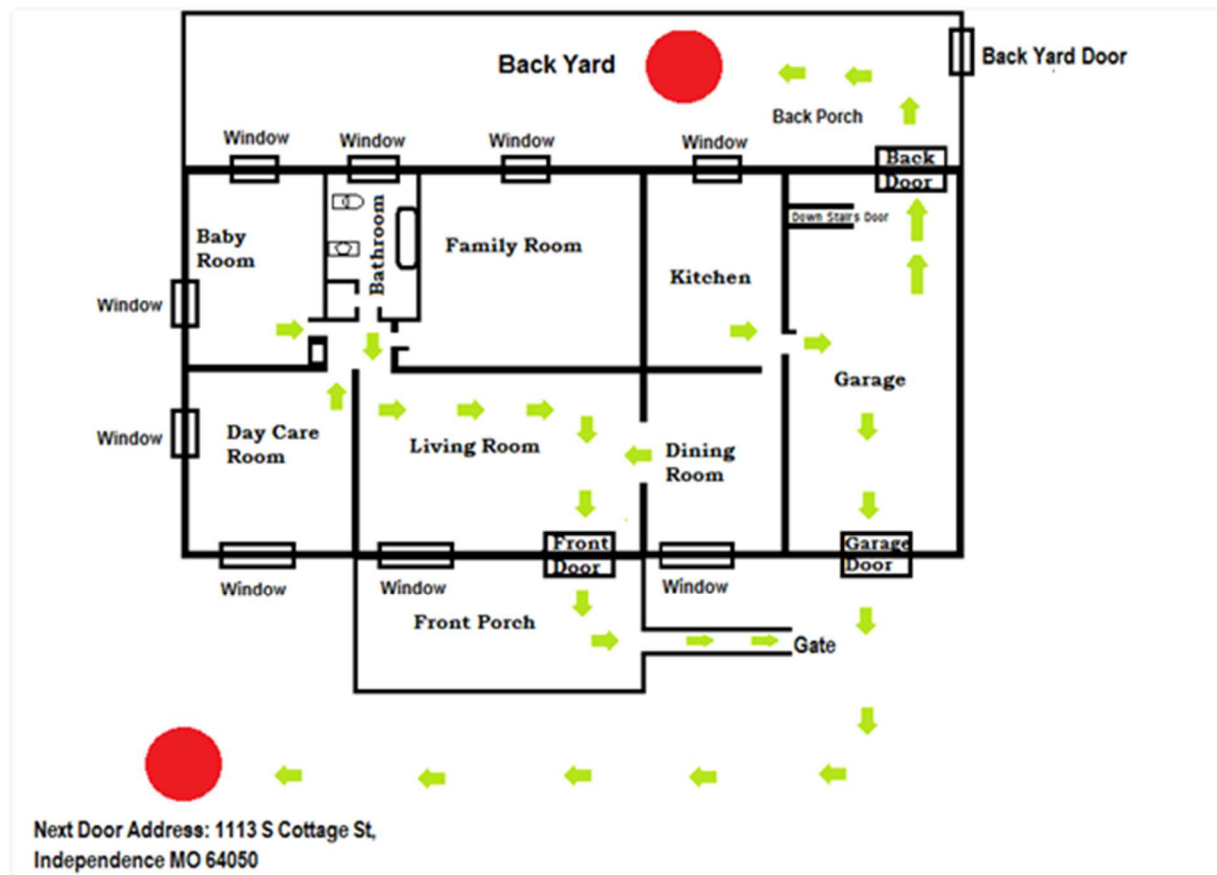 Back Yard
Back Yard Door
Back Porch
Window
Window
Window
Window
Back
Door
Down Stairs Door
Baby
Room
Bathroom
Family Room
Kitchen
Window
Garage
Window
Day Care
Room
Living Room
Dining
Room
Front
Door
Garage
Door
Window
Window
Window
Front Porch
Gate
Next Door Address: 1113 S Cottage St,
Independence MO 64050